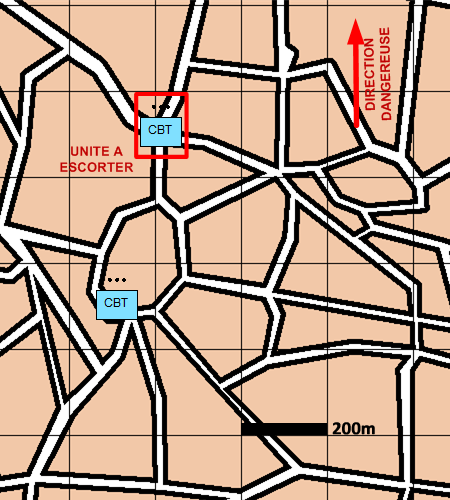 DIRECTION
DANGEREUSE
CBT
UNITE A
ESCORTER
CBT
200m